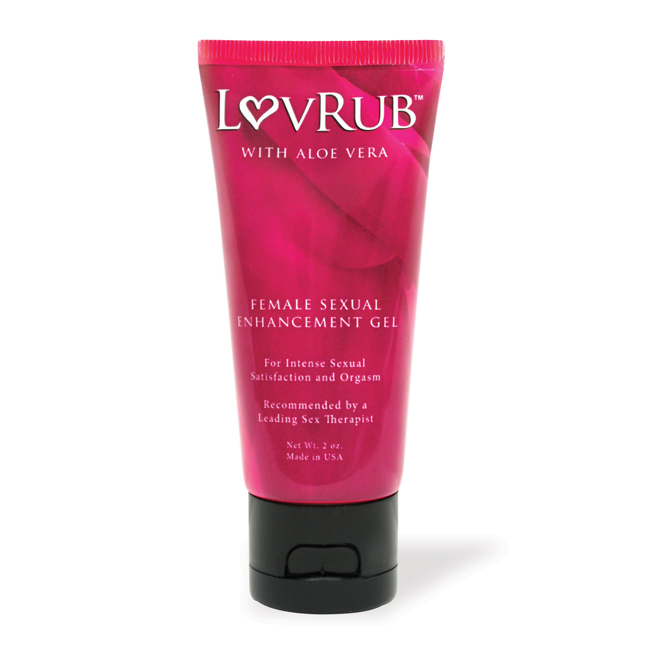 LOVRUB™
WITH ALOE VERA
FEMALE SEXUAL
ENHANCEMENT GEL
For Intense Sexual
Satisfaction and Orgasm
Recommended by a
Leading Sex Therapist
Net Wt. 2 oz.
Made in USA